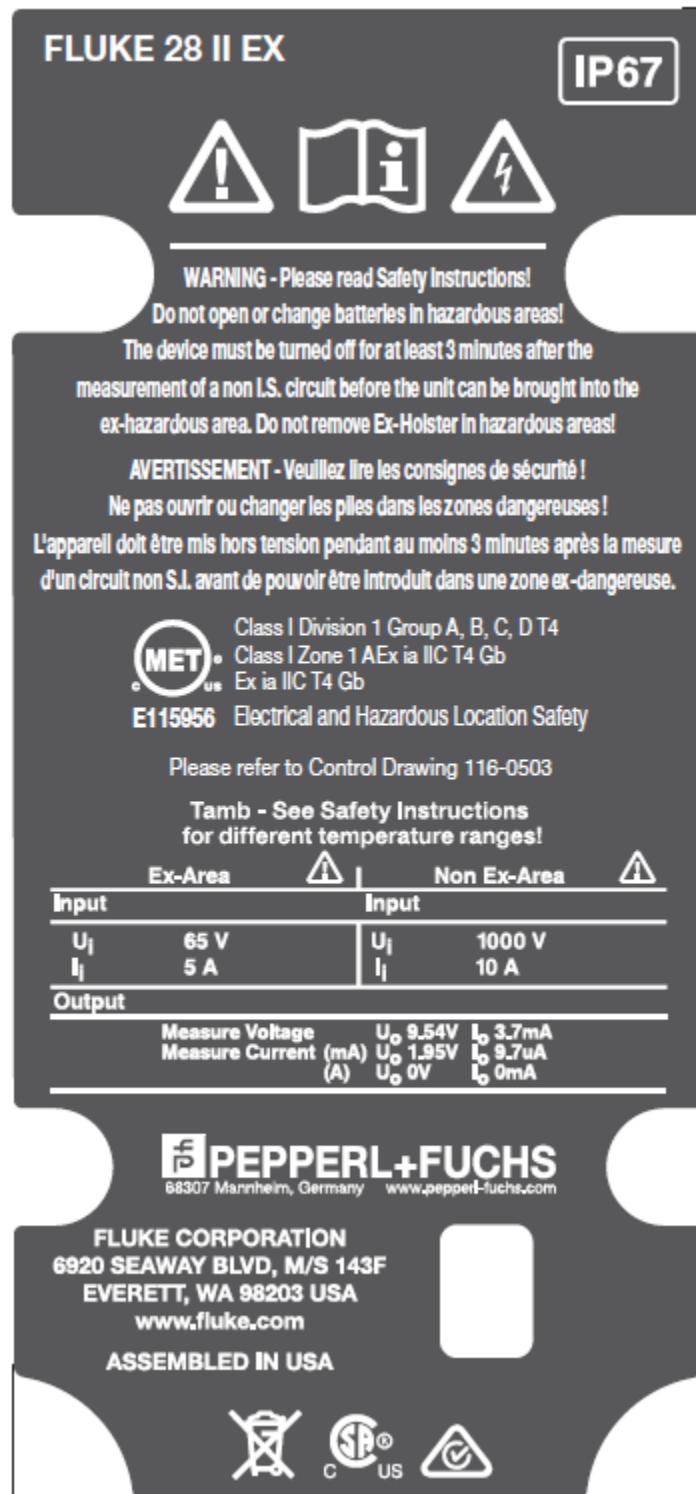 FLUKE 28 II EX
IP67
WARNING - Please read Safety Instructions!
Do not open or change batteries in hazardous areas!
The device must be turned off for at least 3 minutes after the
measurement of a non I.S. circuit before the unit can be brought into the
ex-hazardous area. Do not remove Ex-Holster in hazardous areas!
AVERTISSEMENT - Veuillez lire les consignes de sécurité !
Ne pas ouvrir ou changer les piles dans les zones dangereuses !
L'appareil doit être mis hors tension pendant au moins 3 minutes après la mesure
d'un circuit non S.I. avant de pouvoir être introduit dans une zone ex-dangereuse.
Class I Division 1 Group A, B, C, D T4
MET Class I Zone 1 AEx ia IIC T4 Gb
C US Ex ia IIC T4 Gb
E115956 Electrical and Hazardous Location Safety
Please refer to Control Drawing 116-0503
Tamb - See Safety Instructions
for different temperature ranges!
Ex-Area Non Ex-Area
Input Input
Ui 65 V Ui 1000 V
Ii 5 A Ii 10 A
Output
Measure Voltage Uo 9.54V Io 3.7mA
Measure Current (mA) Uo 1.95V Io 9.7uA
(A) Uo 0V Io 0mA
PEPPERL+FUCHS
68307 Mannheim, Germany www.pepperl-fuchs.com
FLUKE CORPORATION
6920 SEAWAY BLVD, M/S 143F
EVERETT, WA 98203 USA
www.fluke.com
ASSEMBLED IN USA
C SA ® US